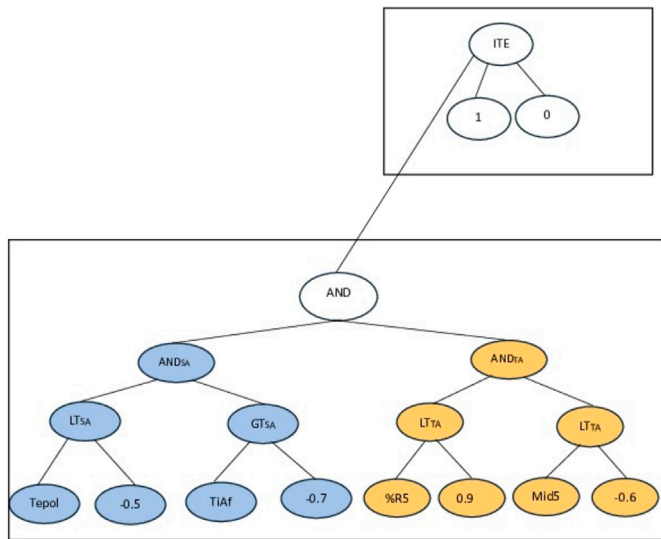 ITE
1
0
AND
ANDSA
ANDTA
LTSA
GTSA
LTTA
LTTA
Tepol
-0.5
TiAf
-0.7
%R5
0.9
Mid5
-0.6